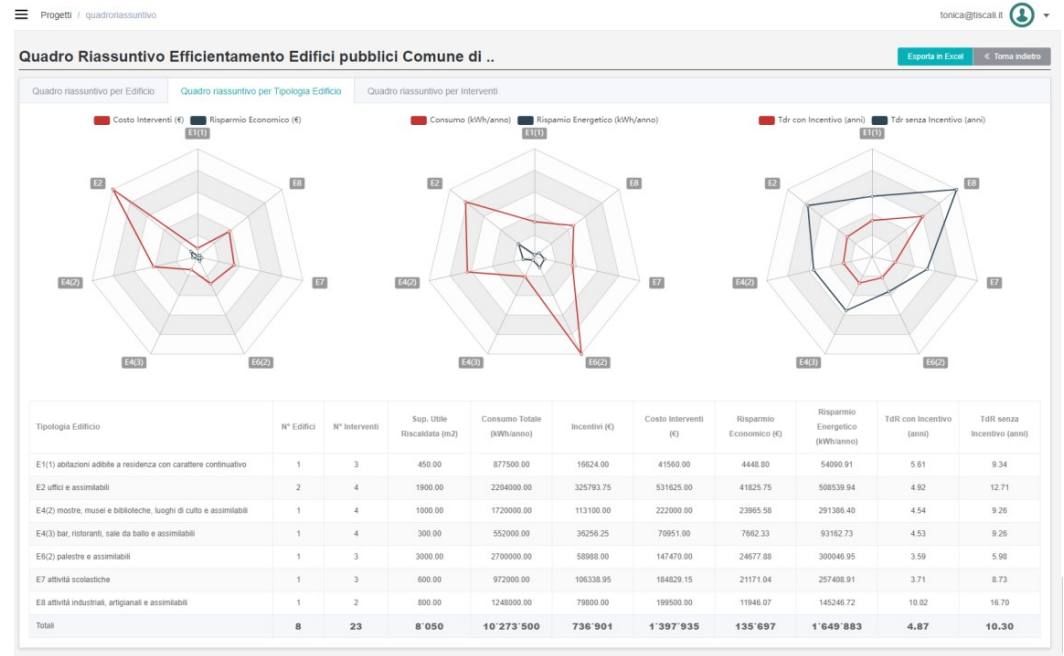 Progetti / quadroriassuntivo
tonica@tiscali.it
Quadro Riassuntivo Efficientamento Edifici pubblici Comune di ..
Esporta in Excel
« Torna indietro
Quadro riassuntivo per Edificio
Quadro riassuntivo per Tipologia Edificio
Quadro riassuntivo per Interventi
Costo Interventi (€) Risparmio Economico (€)
E1(1)
E2
E8
E4(2)
E7
E4(3)
E6(2)
Consumo (kWh/anno) Rispamio Energetico (kWh/anno)
E1(1)
E2
E8
E4(2)
E7
E4(3)
E6(2)
Tdr con Incentivo (anni) Tdr senza Incentivo (anni)
E1(1)
E2
E8
E4(2)
E7
E4(3)
E6(2)
Tipologia Edificio
N° Edifici
N° Interventi
Sup. Utile
Riscaldata (m2)
Consumo Totale
(kWh/anno)
Incentivi (€)
Costo Interventi
(€)
Risparmio
Economico (€)
Risparmio
Energetico
(kWh/anno)
TdR con Incentivo
(anni)
TdR senza
Incentivo (anni)
E1(1) abitazioni adibite a residenza con carattere continuativo 1 3 450.00 877500.00 16624.00 41560.00 4448.80 54090.91 5.61 9.34
E2 uffici e assimilabili 2 4 1900.00 2204000.00 325793.75 531625.00 41825.75 508539.94 4.92 12.71
E4(2) mostre, musei e biblioteche, luoghi di culto e assimilabili 1 4 1000.00 1720000.00 113100.00 222000.00 23965.58 291386.40 4.54 9.26
E4(3) bar, ristoranti, sale da ballo e assimilabili 1 4 300.00 552000.00 36256.25 70951.00 7662.33 93162.73 4.53 9.26
E6(2) palestre e assimilabili 1 3 3000.00 2700000.00 58988.00 147470.00 24677.88 300046.95 3.59 5.98
E7 attività scolastiche 1 3 600.00 972000.00 106338.95 184829.15 21171.04 257408.91 3.71 8.73
E8 attività industriali, artigianali e assimilabili 1 2 800.00 1248000.00 79800.00 199500.00 11946.07 145246.72 10.02 16.70
Totali 8 23 8'050 10'273'500 736'901 1'397'935 135'697 1'649'883 4.87 10.30